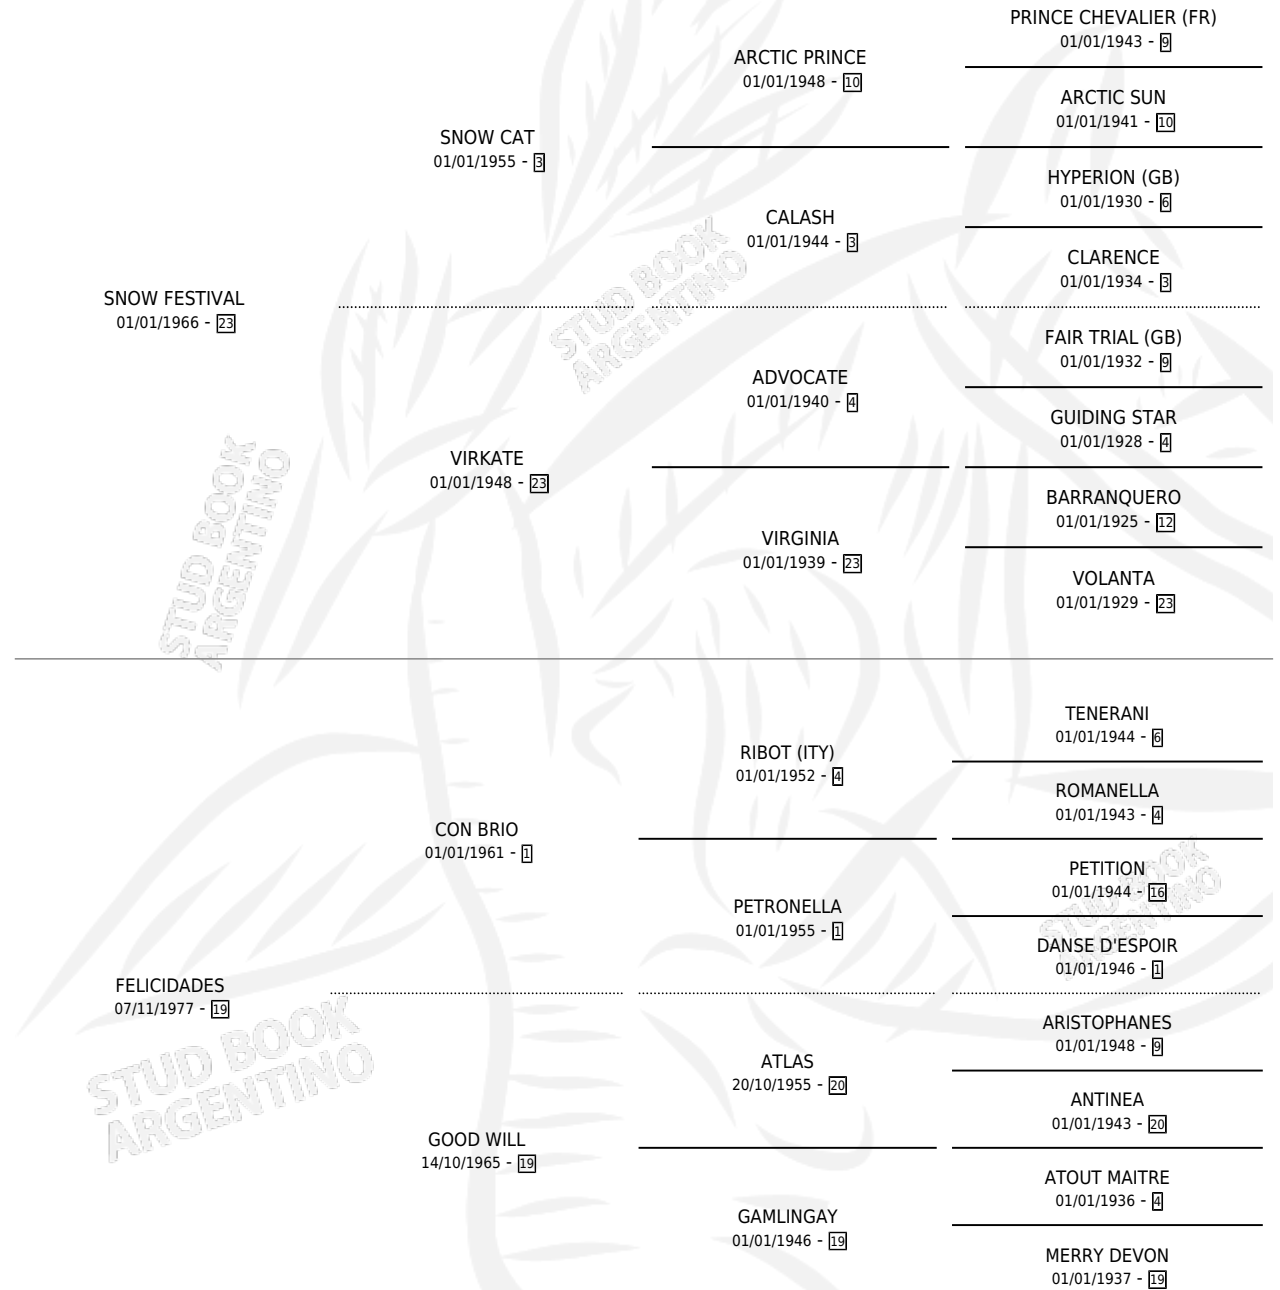 PRINCE CHEVALIER (FR)
01/01/1943 - 9
ARCTIC PRINCE
01/01/1948 - 10
ARCTIC SUN
01/01/1941 - 10
SNOW CAT
01/01/1955 - 3
HYPERION (GB)
01/01/1930 - 6
CALASH
01/01/1944 - 3
CLARENCE
01/01/1934 - 3
STUD BOOK
ARGENTINO
SNOW FESTIVAL
01/01/1966 - 23
FAIR TRIAL (GB)
01/01/1932 - 9
ADVOCATE
01/01/1940 - 4
GUIDING STAR
01/01/1928 - 4
VIRKATE
01/01/1948 - 23
BARRANQUERO
01/01/1925 - 12
VIRGINIA
01/01/1939 - 23
VOLANTA
01/01/1929 - 23
STUD BOOK
ARGENTINO
TENERANI
01/01/1944 - 6
RIBOT (ITY)
01/01/1952 - 4
ROMANELLA
01/01/1943 - 4
CON BRIO
01/01/1961 - 1
PETITION
01/01/1944 - 16
PETRONELLA
01/01/1955 - 1
DANSE D'ESPOIR
01/01/1946 - 1
STUD BOOK
ARGENTINO
FELICIDADES
07/11/1977 - 19
ARISTOPHANES
01/01/1948 - 9
ATLAS
20/10/1955 - 20
ANTINEA
01/01/1943 - 20
STUD BOOK
ARGENTINO
GOOD WILL
14/10/1965 - 19
ATOUT MAITRE
01/01/1936 - 4
GAMLINGAY
01/01/1946 - 19
MERRY DEVON
01/01/1937 - 19